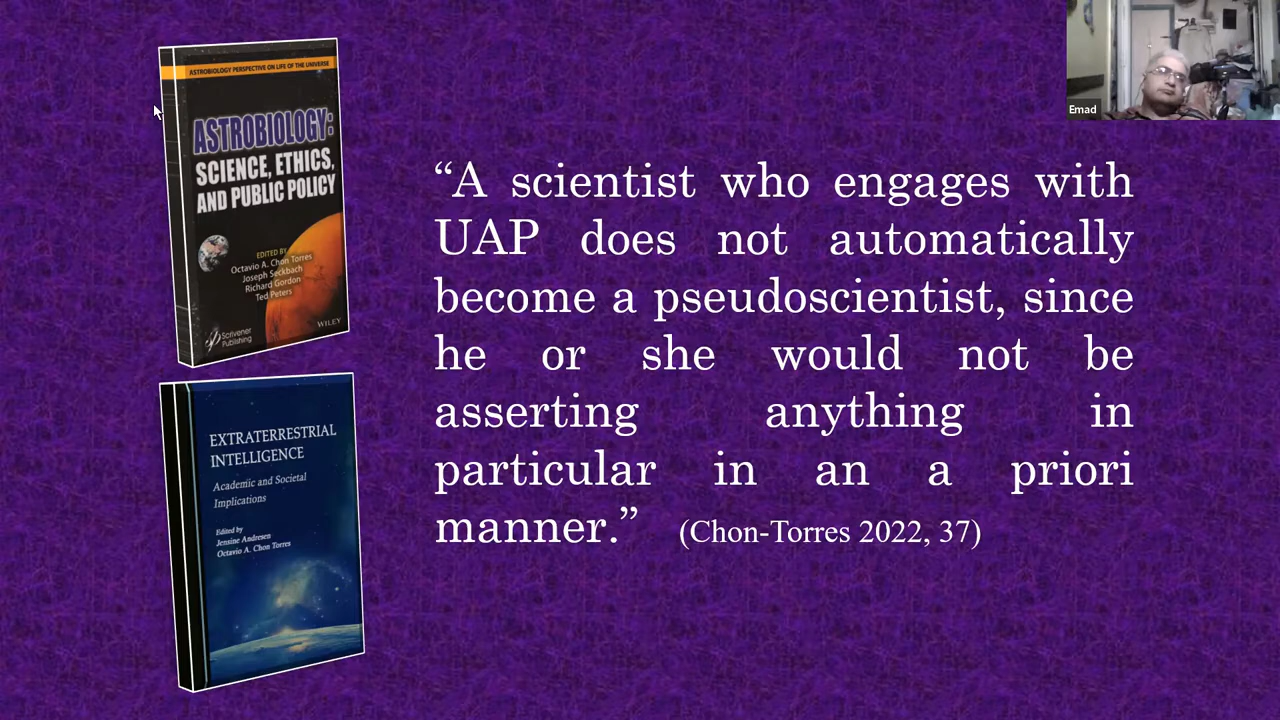 ASTROBIOLOGY PERSPECTIVE ON LIFE OF THE UNIVERSE
ASTROBIOLOGY:
SCIENCE, ETHICS,
AND PUBLIC POLICY
EDITED BY
Octavio A. Chon Torres
Joseph Seckbach
Richard Gordon
Ted Peters
Scrivener
Publishing
WILEY
EXTRATERRESTRIAL
INTELLIGENCE
Academic and Societal
Implications
Edited by
Jensine Andresen
Octavio A. Chon Torres
“A scientist who engages with
UAP does not automatically
become a pseudoscientist, since
he or she would not be
asserting anything in
particular in an a priori
manner.” (Chon-Torres 2022, 37)
Emad